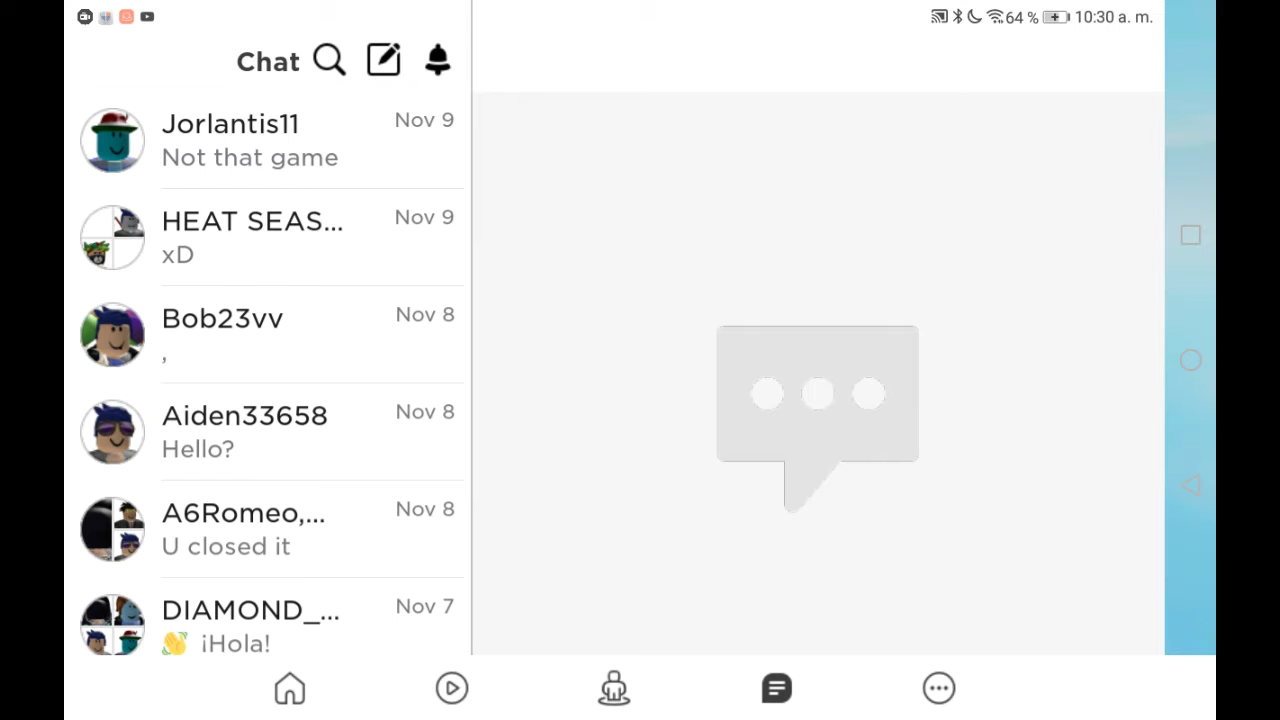 64 % 10:30 a. m.
Chat
Jorlantis11 Nov 9
Not that game
HEAT SEAS... Nov 9
xD
Bob23vv Nov 8
,
Aiden33658 Nov 8
Hello?
A6Romeo,... Nov 8
U closed it
DIAMOND_... Nov 7
👋 ¡Hola!